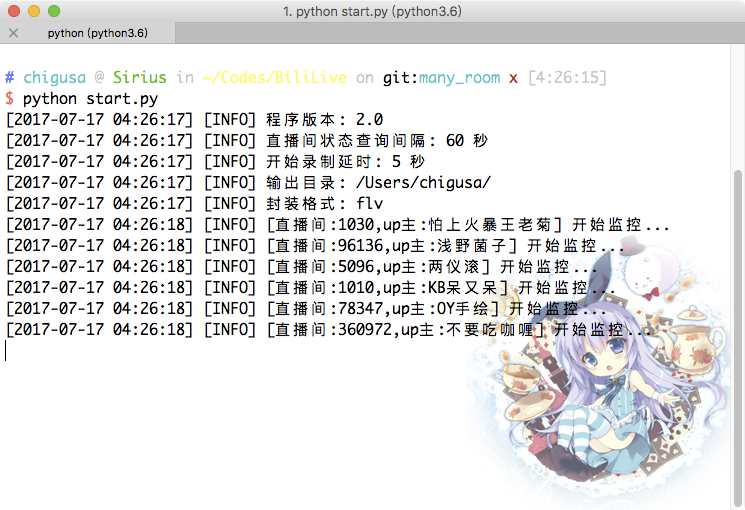 1. python start.py (python3.6)
python (python3.6)
# chigusa @ Sirius in ~/Codes/BiliLive on git:many_room x [4:26:15]
$ python start.py
[2017-07-17 04:26:17] [INFO] 程序版本: 2.0
[2017-07-17 04:26:17] [INFO] 直播间状态查询间隔: 60 秒
[2017-07-17 04:26:17] [INFO] 开始录制延时: 5 秒
[2017-07-17 04:26:17] [INFO] 输出目录: /Users/chigusa/
[2017-07-17 04:26:17] [INFO] 封装格式: flv
[2017-07-17 04:26:18] [INFO] [直播间:1030,up主:怕上火暴王老菊] 开始监控...
[2017-07-17 04:26:18] [INFO] [直播间:96136,up主:浅野菌子] 开始监控...
[2017-07-17 04:26:18] [INFO] [直播间:5096,up主:两仪滚] 开始监控...
[2017-07-17 04:26:18] [INFO] [直播间:1010,up主:KB呆又呆] 开始监控...
[2017-07-17 04:26:18] [INFO] [直播间:78347,up主:OY手绘] 开始监控...
[2017-07-17 04:26:18] [INFO] [直播间:360972,up主:不要吃咖喱] 开始监控...